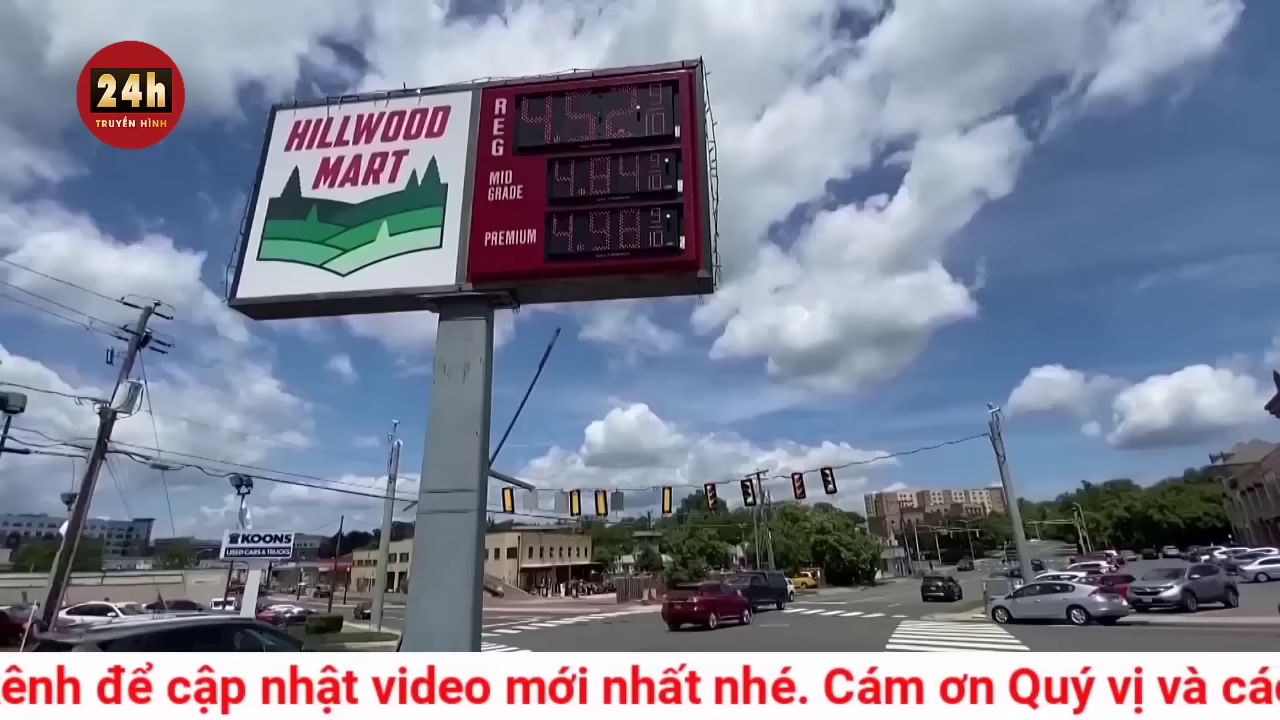 24h
TRUYỀN HÌNH
HILLWOOD
MART
REG
4.52 9/10
MID
GRADE
4.84 9/10
PREMIUM
4.98 9/10
KOONS
USED CARS & TRUCKS
ênh để cập nhật video mới nhất nhé. Cám ơn Quý vị và các